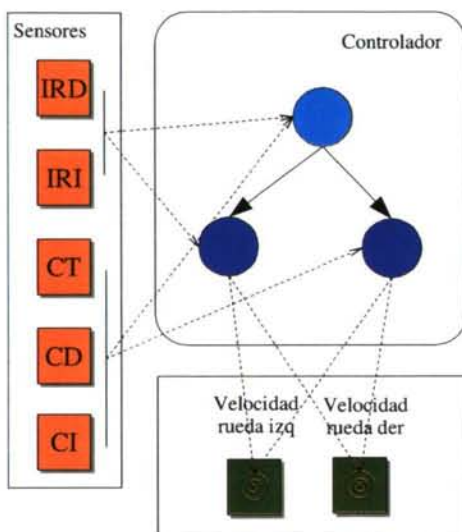 Sensores
Controlador
IRD
IRI
CT
CD
CI
Velocidad
rueda izq
Velocidad
rueda der